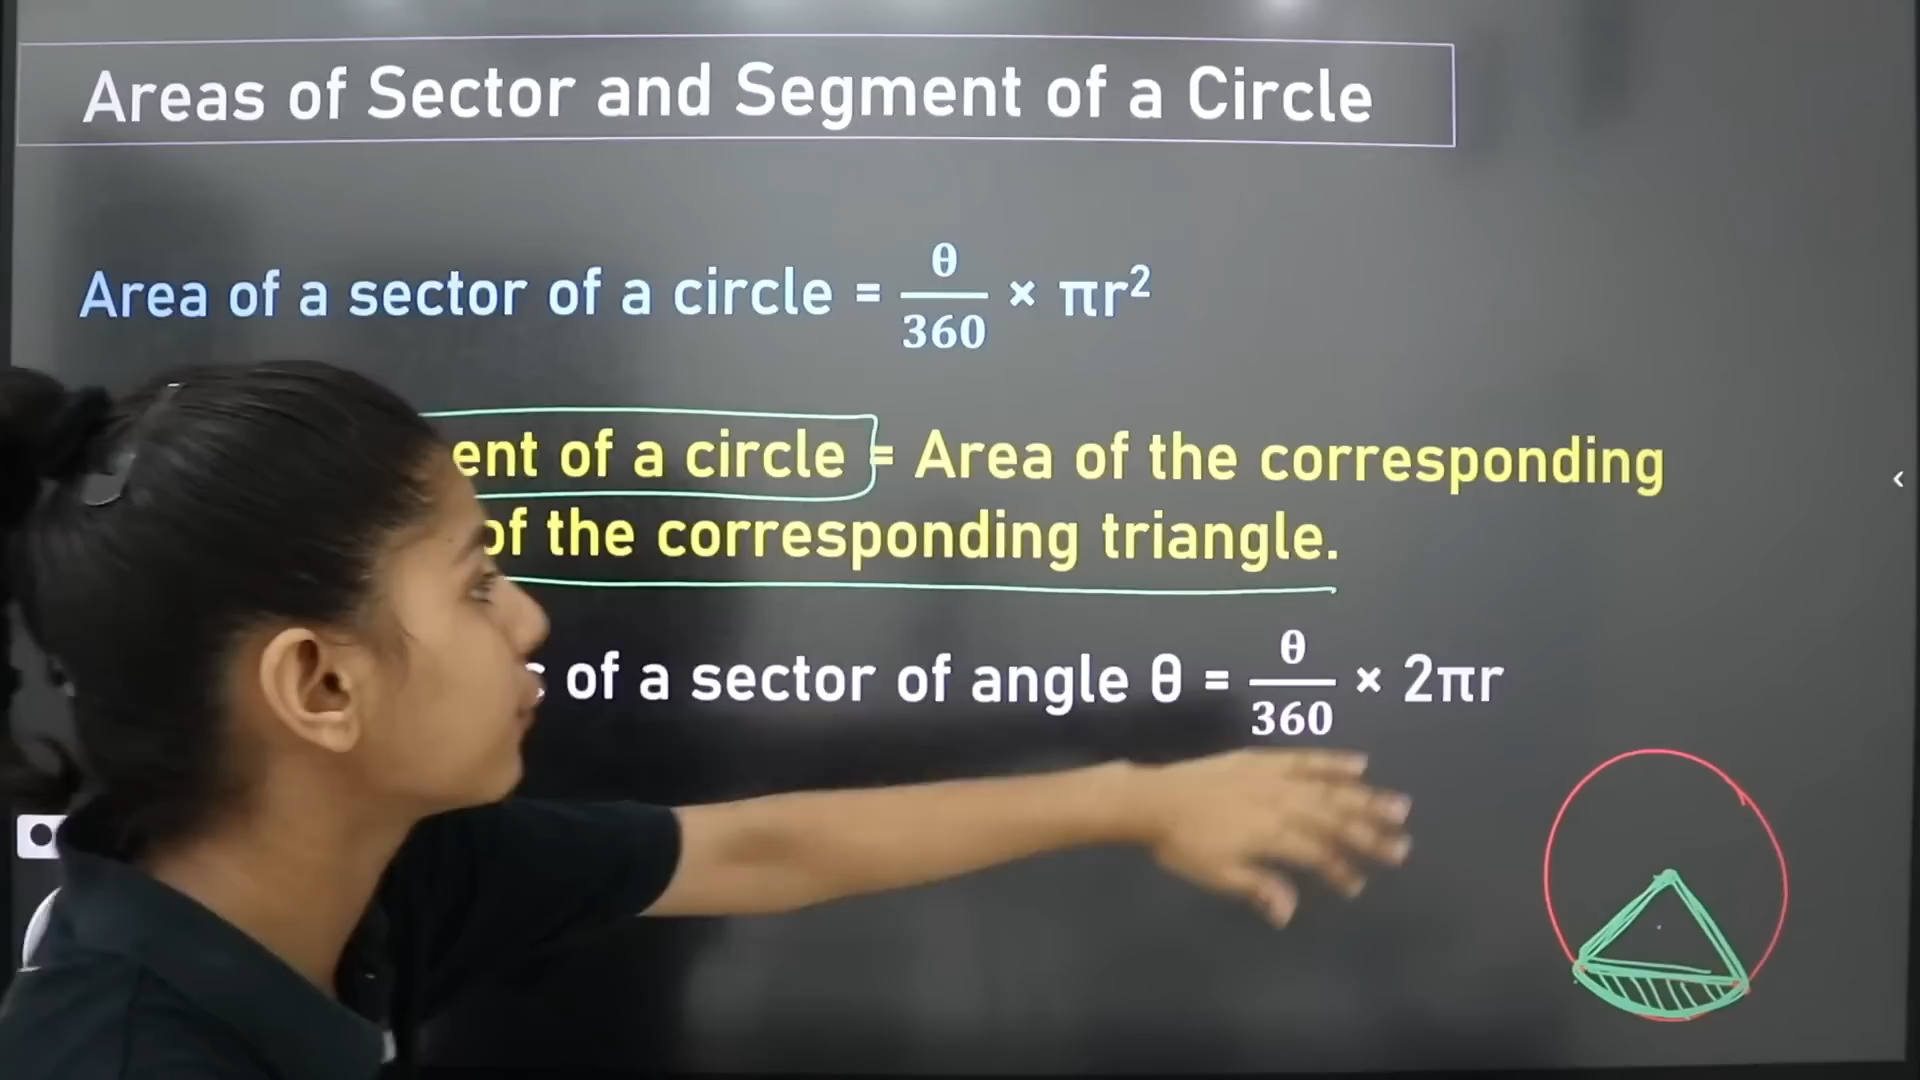 Areas of Sector and Segment of a Circle
Area of a sector of a circle = θ/360 × πr²
ent of a circle = Area of the corresponding
of the corresponding triangle.
of a sector of angle θ = θ/360 × 2πr